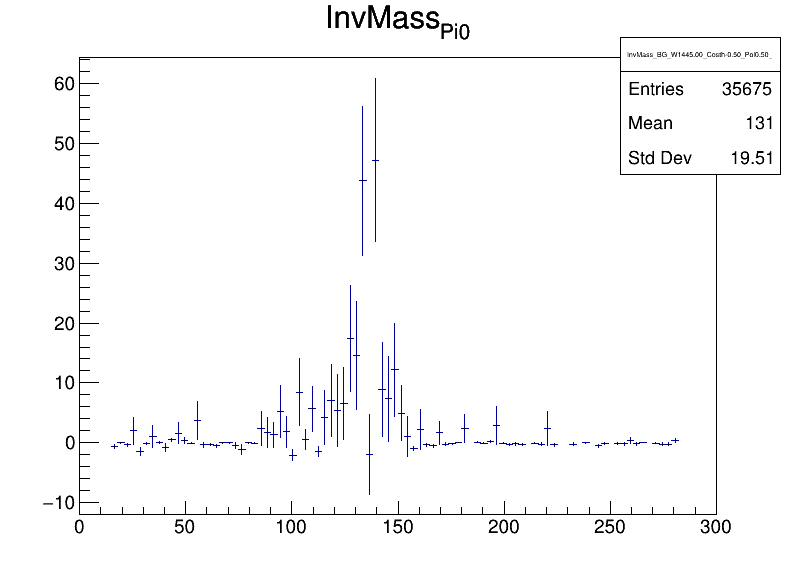 InvMass_Pi0
InvMass_BG_W1445.00_Costh-0.50_Pol0.50_
Entries 35675
Mean 131
Std Dev 19.51
60
50
40
30
20
10
0
−10
0 50 100 150 200 250 300